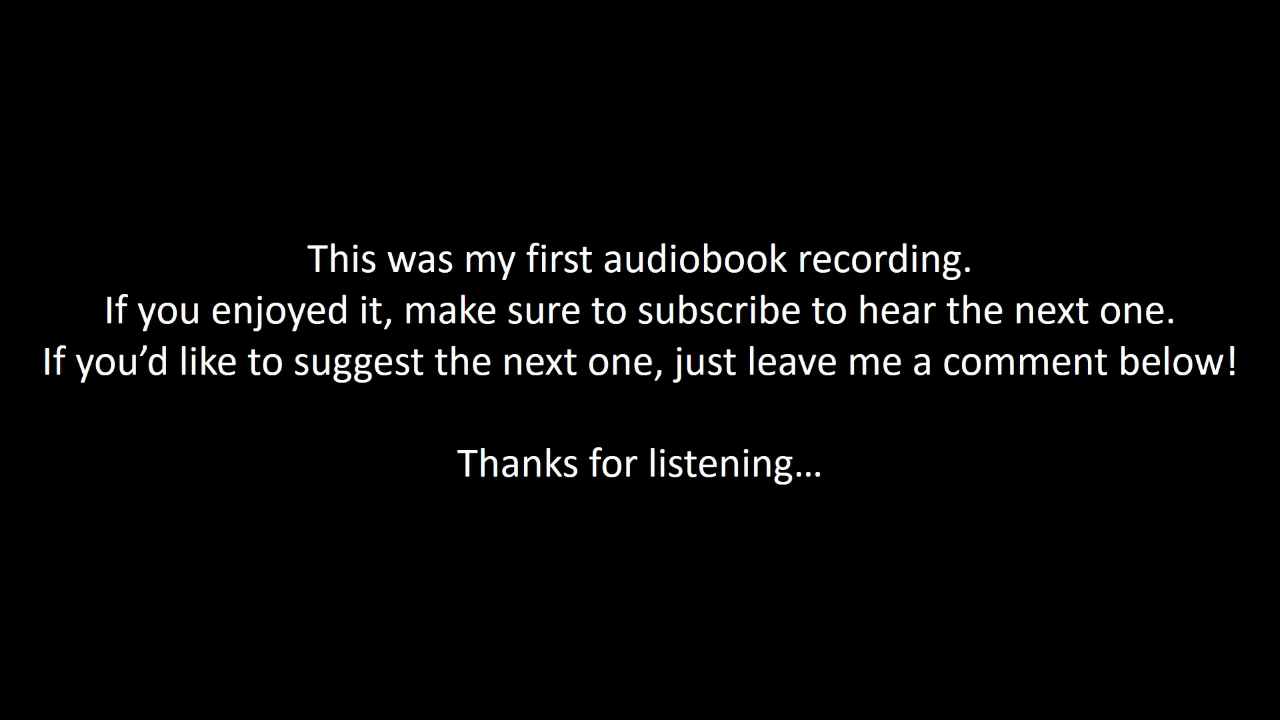 This was my first audiobook recording.
If you enjoyed it, make sure to subscribe to hear the next one.
If you’d like to suggest the next one, just leave me a comment below!
Thanks for listening…